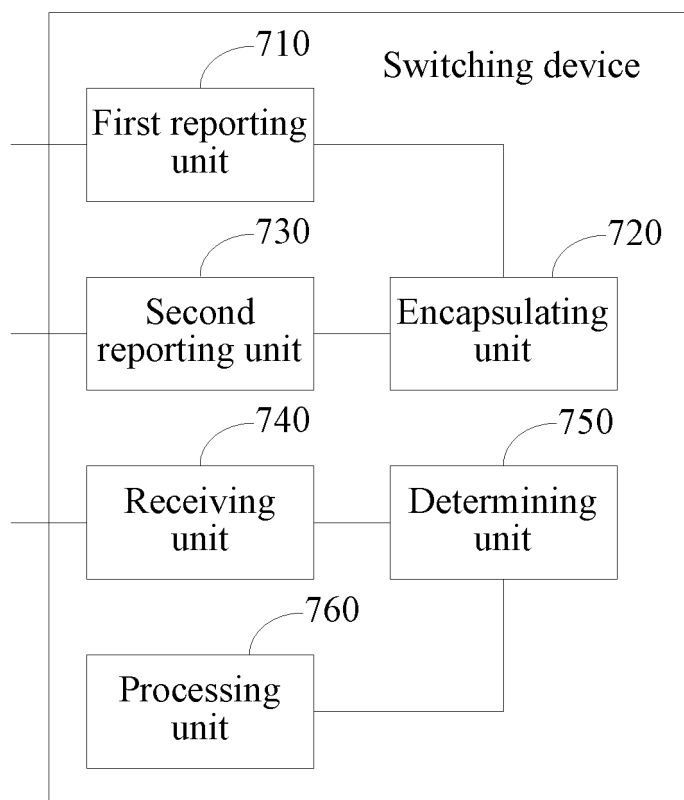 710
Switching device
First reporting
unit
730
720
Second
reporting unit
Encapsulating
unit
740
750
Receiving
unit
Determining
unit
760
Processing
unit